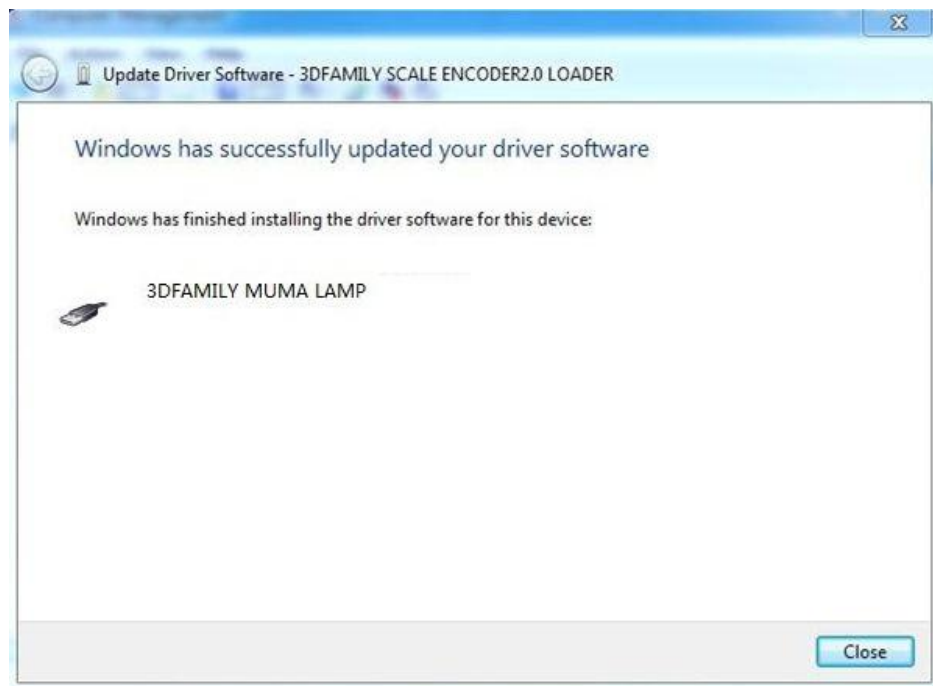 Update Driver Software - 3DFAMILY SCALE ENCODER2.0 LOADER
Windows has successfully updated your driver software
Windows has finished installing the driver software for this device:
3DFAMILY MUMA LAMP
Close